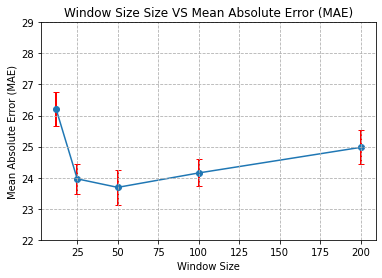 Window Size Size VS Mean Absolute Error (MAE)
Mean Absolute Error (MAE)
29
28
27
26
25
24
23
22
25 50 75 100 125 150 175 200
Window Size